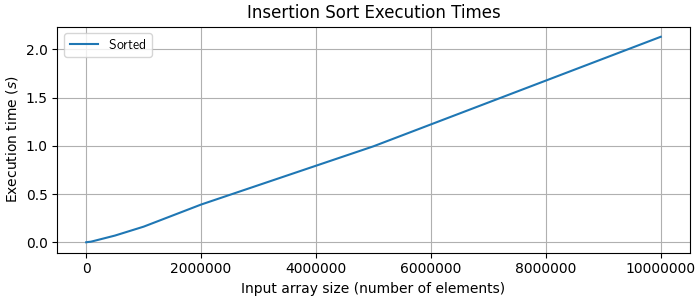 Insertion Sort Execution Times
Sorted
Execution time (s)
2.0
1.5
1.0
0.5
0.0
0 2000000 4000000 6000000 8000000 10000000
Input array size (number of elements)